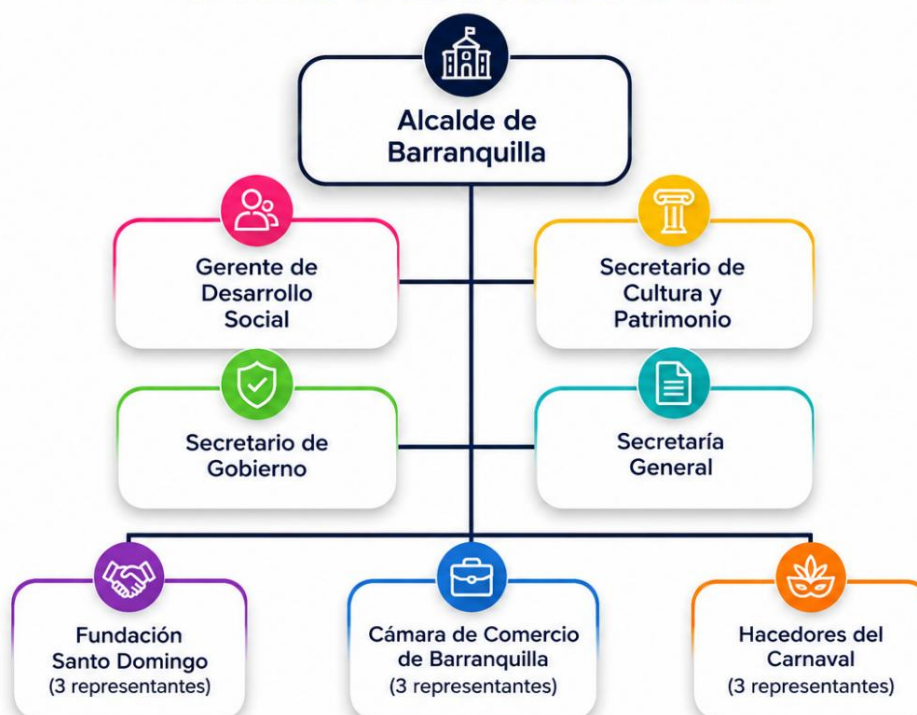 Alcalde de
Barranquilla
Gerente de
Desarrollo
Social
Secretario de
Cultura y
Patrimonio
Secretario de
Gobierno
Secretaría
General
Fundación
Santo Domingo
(3 representantes)
Cámara de Comercio
de Barranquilla
(3 representantes)
Hacedores del
Carnaval
(3 representantes)